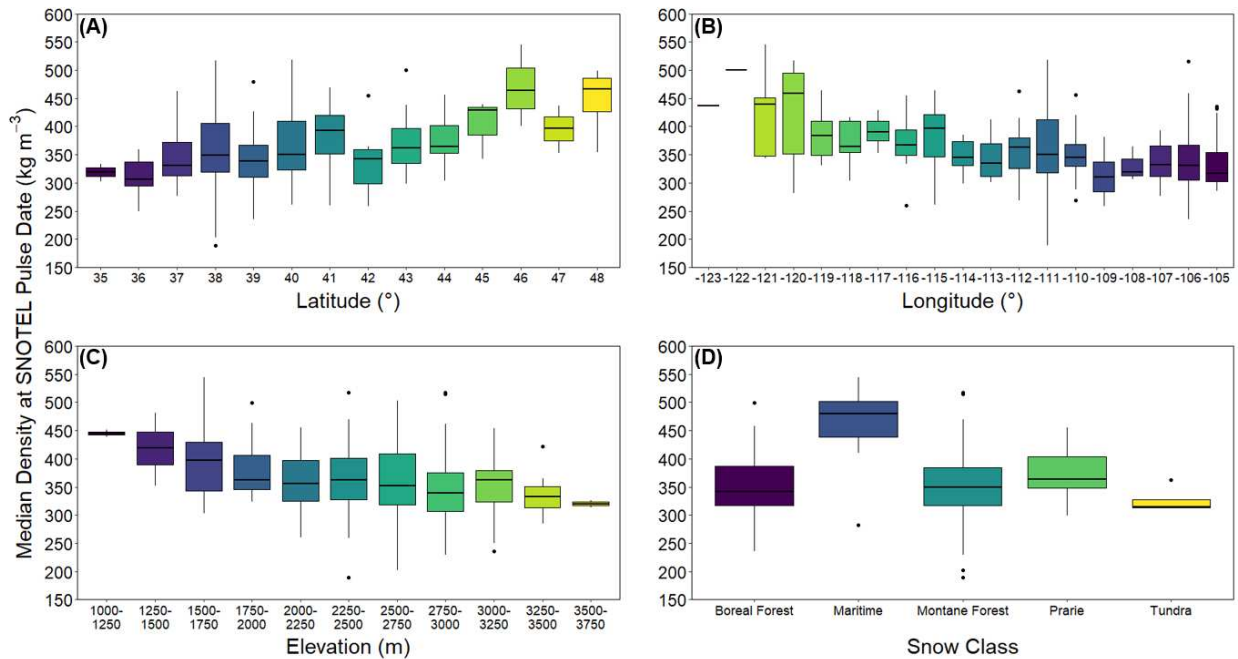 Median Density at SNOTEL Pulse Date (kg m⁻³)
(A)
600
550
500
450
400
350
300
250
200
150
35 36 37 38 39 40 41 42 43 44 45 46 47 48
Latitude (°)
(B)
600
550
500
450
400
350
300
250
200
150
-123 -122 -121 -120 -119 -118 -117 -116 -115 -114 -113 -112 -111 -110 -109 -108 -107 -106 -105
Longitude (°)
(C)
600
550
500
450
400
350
300
250
200
150
1000- 1250- 1500- 1750- 2000- 2250- 2500- 2750- 3000- 3250- 3500-
1250 1500 1750 2000 2250 2500 2750 3000 3250 3500 3750
Elevation (m)
(D)
600
550
500
450
400
350
300
250
200
150
Boreal Forest Maritime Montane Forest Prarie Tundra
Snow Class